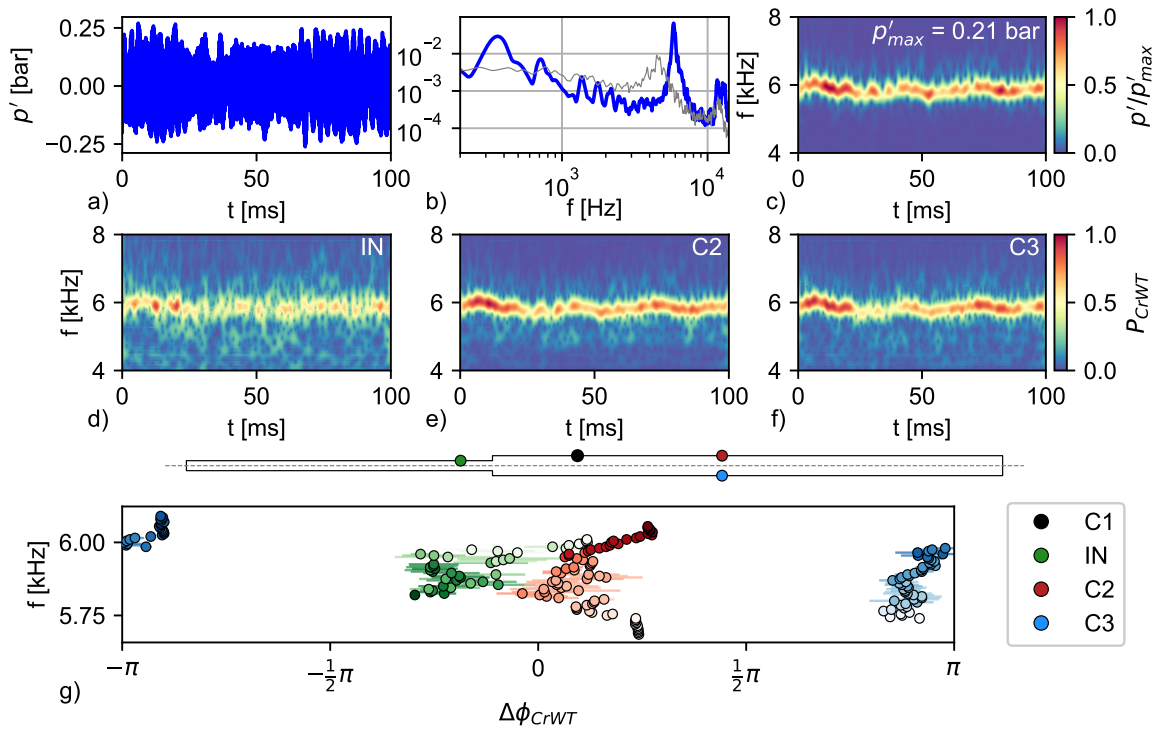 0.25
0.00
−0.25
p′ [bar]
0 50 100
t [ms]
a)
10⁻²
10⁻³
10⁻³
10⁻⁴
10³ 10⁴
f [Hz]
b)
p′max = 0.21 bar
8
6
4
f [kHz]
0 50 100
t [ms]
c)
1.0
0.5
0.0
p′/p′max
IN
8
6
4
f [kHz]
0 50 100
t [ms]
d)
C2
8
6
4
0 50 100
t [ms]
e)
C3
8
6
4
0 50 100
t [ms]
f)
1.0
0.5
0.0
P_CrWT
6.00
5.75
f [kHz]
−π −½π 0 ½π π
g)
Δϕ_CrWT
C1
IN
C2
C3